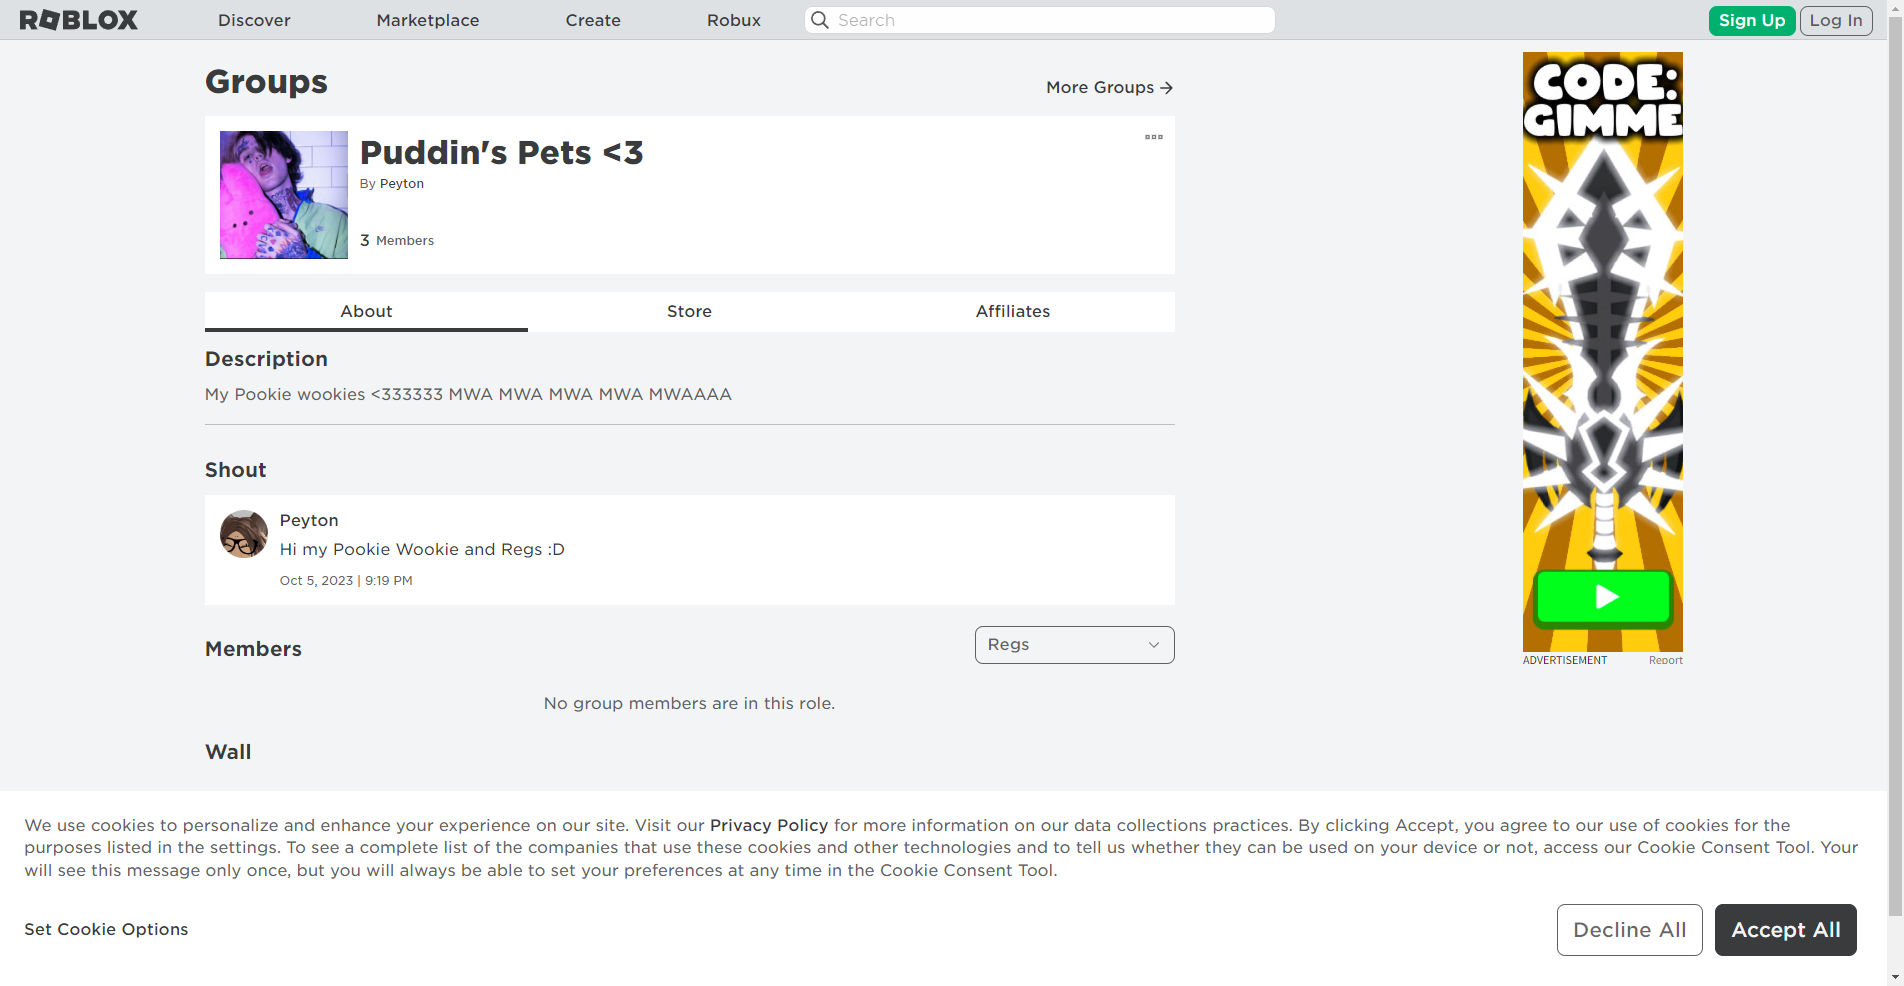 ROBLOX
Discover
Marketplace
Create
Robux
Search
Sign Up
Log In
Groups
More Groups
Puddin's Pets <3
By Peyton
3 Members
About
Store
Affiliates
Description
My Pookie wookies <333333 MWA MWA MWA MWA MWAAAA
Shout
Peyton
Hi my Pookie Wookie and Regs :D
Oct 5, 2023 | 9:19 PM
Members
Regs
No group members are in this role.
Wall
CODE:
GIMME
ADVERTISEMENT
Report
We use cookies to personalize and enhance your experience on our site. Visit our Privacy Policy for more information on our data collections practices. By clicking Accept, you agree to our use of cookies for the
purposes listed in the settings. To see a complete list of the companies that use these cookies and other technologies and to tell us whether they can be used on your device or not, access our Cookie Consent Tool. Your
will see this message only once, but you will always be able to set your preferences at any time in the Cookie Consent Tool.
Set Cookie Options
Decline All
Accept All